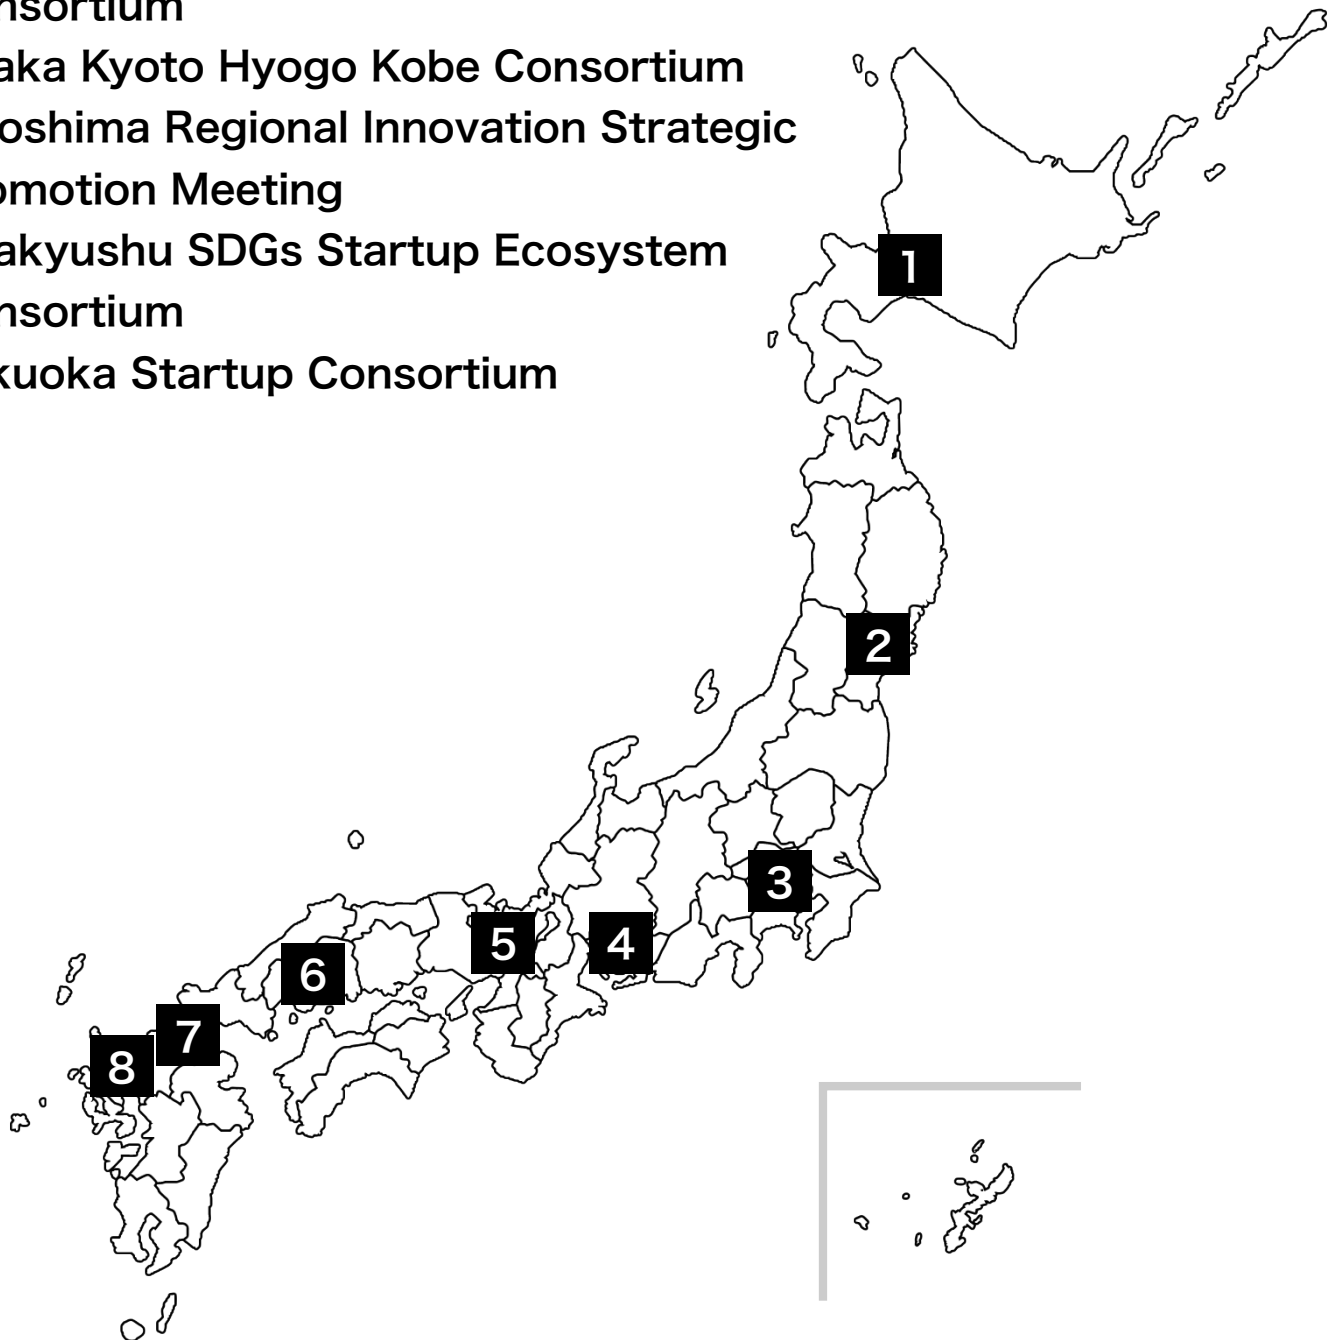 nsortium
aka Kyoto Hyogo Kobe Consortium
oshima Regional Innovation Strategic
omotion Meeting
akyushu SDGs Startup Ecosystem
nsortium
kuoka Startup Consortium
1
2
3
4
5
6
7
8